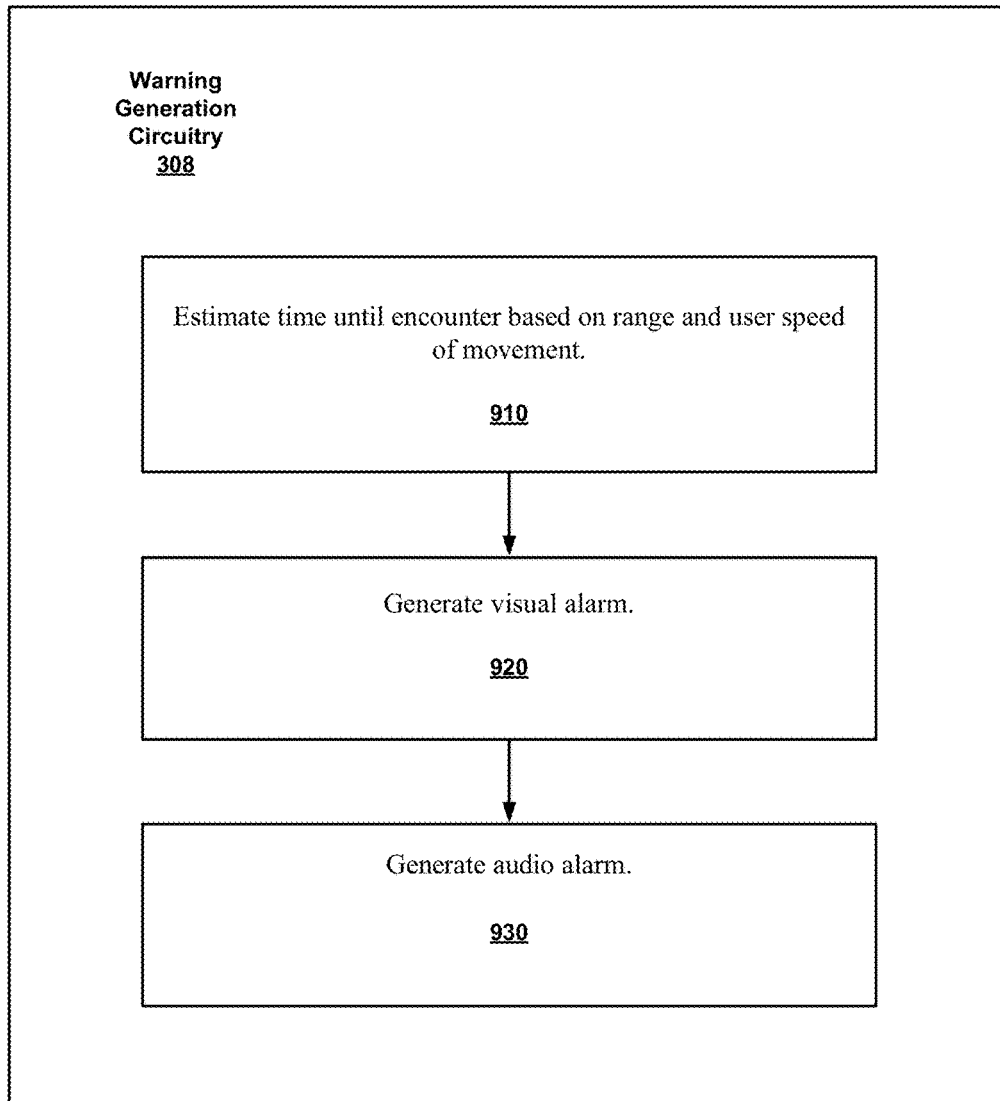 Warning
Generation
Circuitry
308
Estimate time until encounter based on range and user speed
of movement.
910
Generate visual alarm.
920
Generate audio alarm.
930